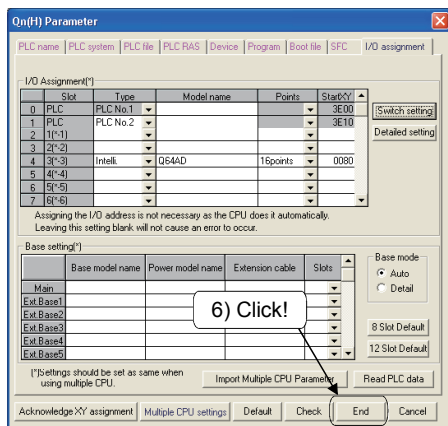 Qn(H) Parameter
PLC name PLC system PLC file PLC RAS Device Program Boot file SFC I/O assignment
I/O Assignment(*)
Slot Type Model name Points StartXY
0 PLC PLC No.1 3E00
1 PLC PLC No.2 3E10
2 1(*-1)
3 2(*-2)
4 3(*-3) Intelli. Q64AD 16points 0080
5 4(*-4)
6 5(*-5)
7 6(*-6)
Switch setting
Detailed setting
Assigning the I/O address is not necessary as the CPU does it automatically.
Leaving this setting blank will not cause an error to occur.
Base setting(*)
Base model name Power model name Extension cable Slots
Main
Ext.Base1
Ext.Base2
Ext.Base3
Ext.Base4
Ext.Base5
Base mode
Auto
Detail
8 Slot Default
12 Slot Default
6) Click!
(*)Settings should be set as same when
using multiple CPU.
Import Multiple CPU Parameter Read PLC data
Acknowledge XY assignment Multiple CPU settings Default Check End Cancel